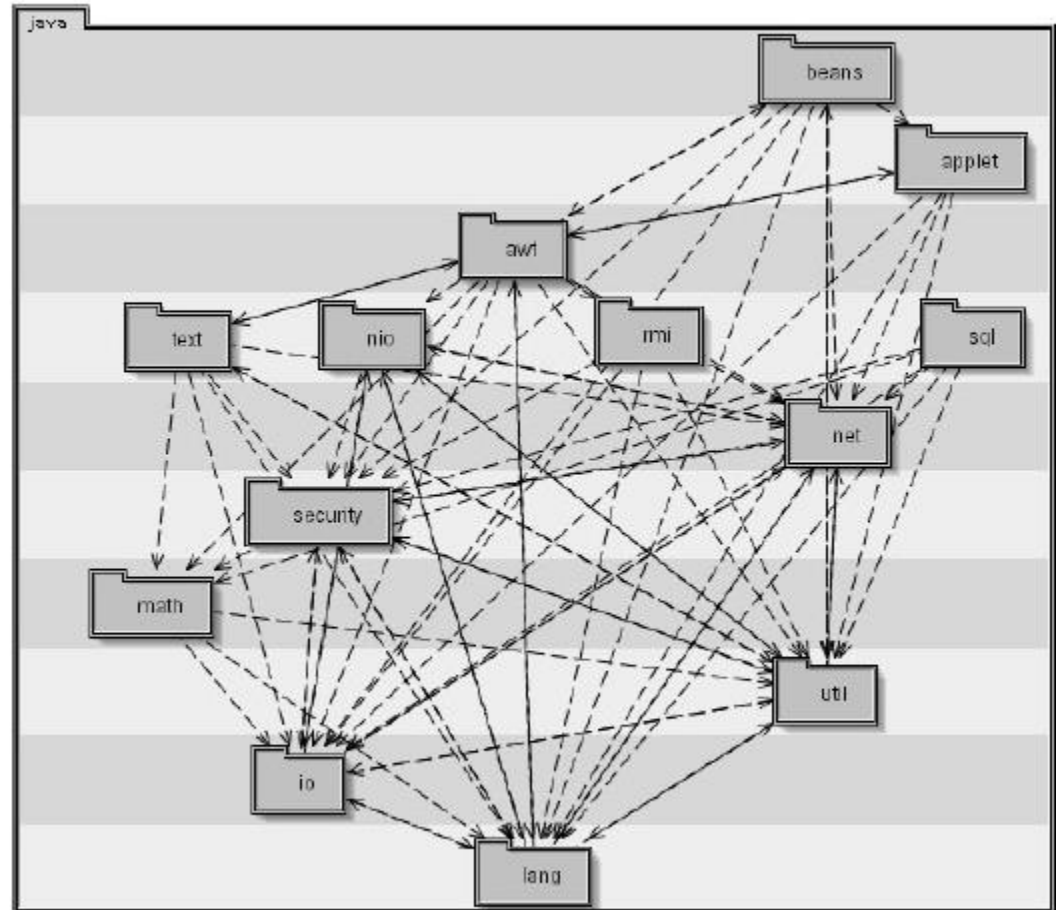 java
beans
applet
awt
text
nio
rmi
sql
net
security
math
util
io
lang